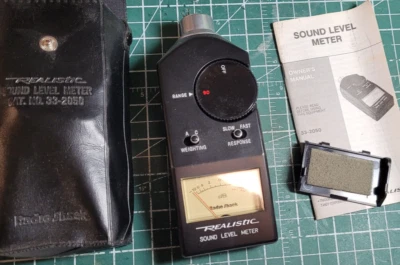 REALISTIC
SOUND LEVEL METER
CAT. NO. 33-2050
Radio Shack
OFF
RANGE
A C
WEIGHTING
SLOW FAST
RESPONSE
Radio Shack
REALISTIC
SOUND LEVEL METER
SOUND LEVEL
METER
Owner's
Manual
33-2050